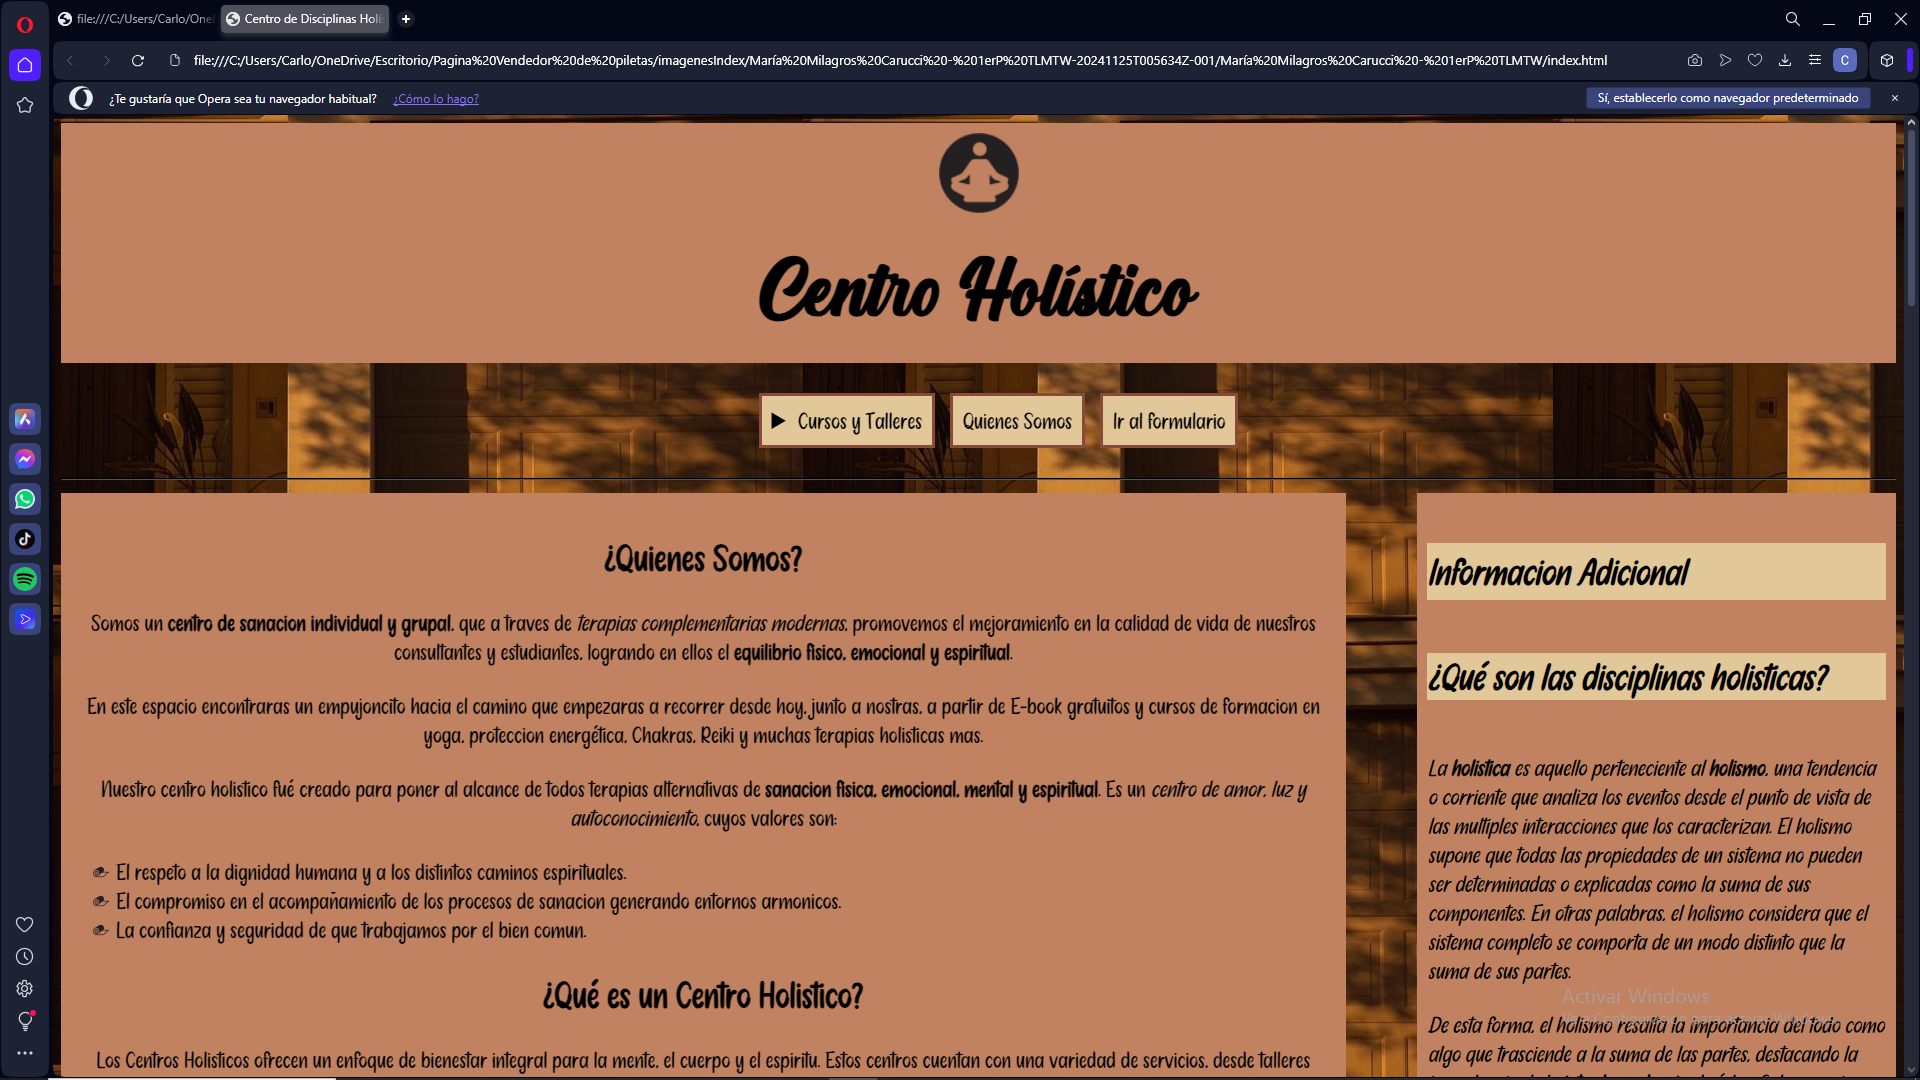 file:///C:/Users/Carlo/One
Centro de Disciplinas Holí
file:///C:/Users/Carlo/OneDrive/Escritorio/Pagina%20Vendedor%20de%20piletas/imagenesIndex/María%20Milagros%20Carucci%20-%201erP%20TLMTW-20241125T005634Z-001/María%20Milagros%20Carucci%20-%201erP%20TLMTW/index.html
C
¿Te gustaría que Opera sea tu navegador habitual? ¿Cómo lo hago?
Sí, establecerlo como navegador predeterminado
Centro Holístico
Cursos y Talleres
Quienes Somos
Ir al formulario
¿Quienes Somos?
Somos un centro de sanacion individual y grupal, que a traves de terapias complementarias modernas, promovemos el mejoramiento en la calidad de vida de nuestros
consultantes y estudiantes, logrando en ellos el equilibrio fisico, emocional y espiritual.
En este espacio encontraras un empujoncito hacia el camino que empezaras a recorrer desde hoy, junto a nostras, a partir de E-book gratuitos y cursos de formacion en
yoga, proteccion energética, Chakras, Reiki y muchas terapias holisticas mas.
Nuestro centro holistico fué creado para poner al alcance de todos terapias alternativas de sanacion fisica, emocional, mental y espiritual. Es un centro de amor, luz y
autoconocimiento, cuyos valores son:
El respeto a la dignidad humana y a los distintos caminos espirituales.
El compromiso en el acompañamiento de los procesos de sanacion generando entornos armonicos.
La confianza y seguridad de que trabajamos por el bien comun.
¿Qué es un Centro Holistico?
Los Centros Holisticos ofrecen un enfoque de bienestar integral para la mente, el cuerpo y el espiritu. Estos centros cuentan con una variedad de servicios, desde talleres
Informacion Adicional
¿Qué son las disciplinas holisticas?
La holistica es aquello perteneciente al holismo, una tendencia
o corriente que analiza los eventos desde el punto de vista de
las multiples interacciones que los caracterizan. El holismo
supone que todas las propiedades de un sistema no pueden
ser determinadas o explicadas como la suma de sus
componentes. En otras palabras, el holismo considera que el
sistema completo se comporta de un modo distinto que la
suma de sus partes.
De esta forma, el holismo resalta la importancia del todo como
algo que trasciende a la suma de las partes, destacando la
Activar Windows